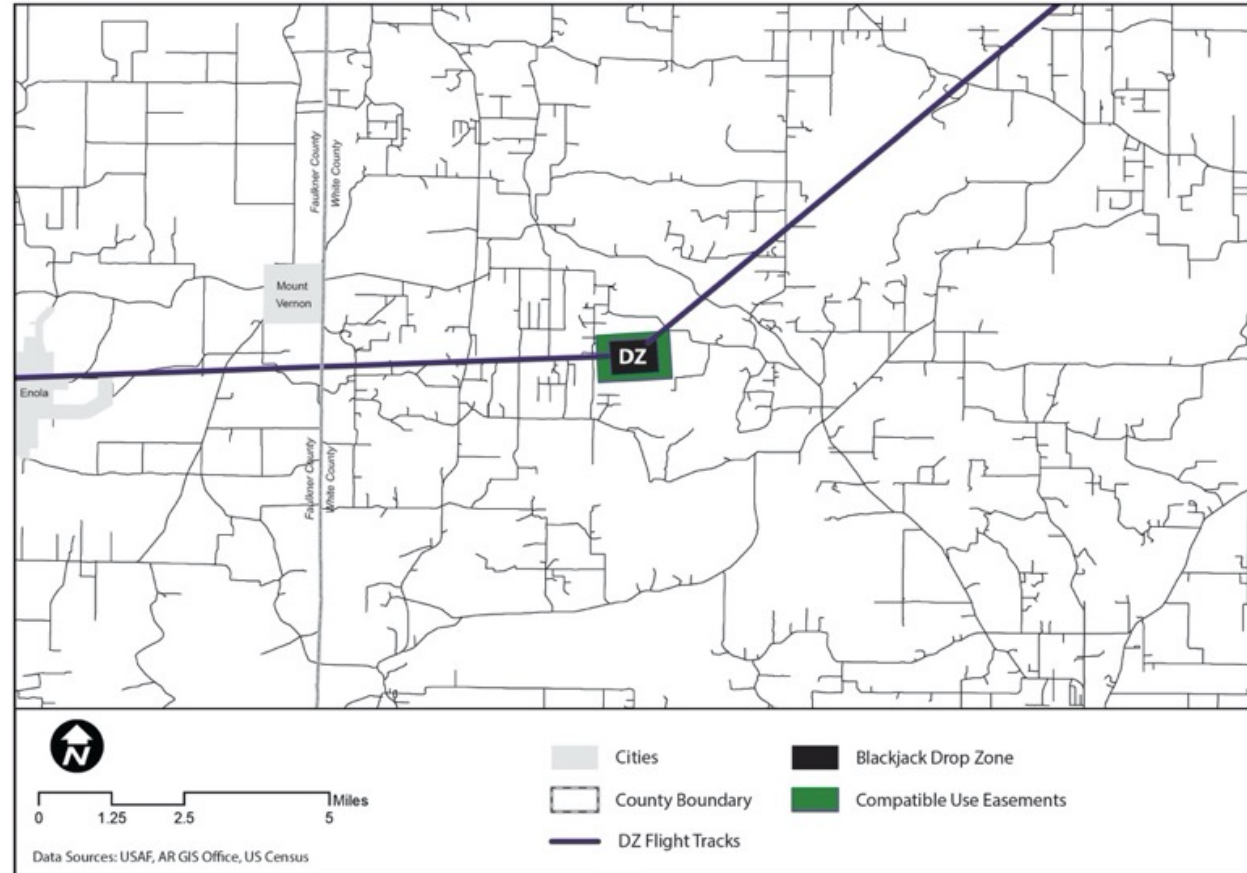 Faulkner County
White County
Mount
Vernon
DZ
Enola
Faulkner County
White County
N
Miles
0 1.25 2.5 5
Data Sources: USAF, AR GIS Office, US Census
Cities
County Boundary
DZ Flight Tracks
Blackjack Drop Zone
Compatible Use Easements